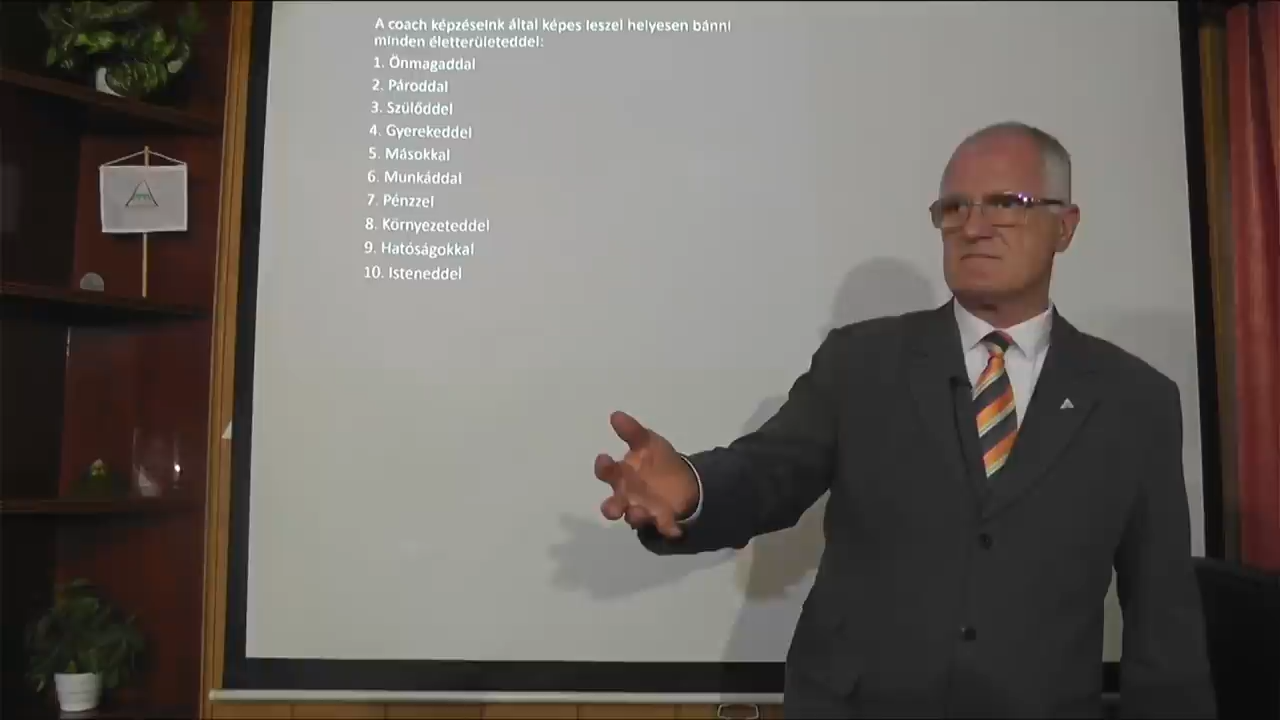 A coach képzéseink által képes leszel helyesen bánni
minden életterületeddel:
1. Önmagaddal
2. Pároddal
3. Szülőddel
4. Gyerekeddel
5. Másokkal
6. Munkáddal
7. Pénzzel
8. Környezeteddel
9. Hatóságokkal
10. Isteneddel